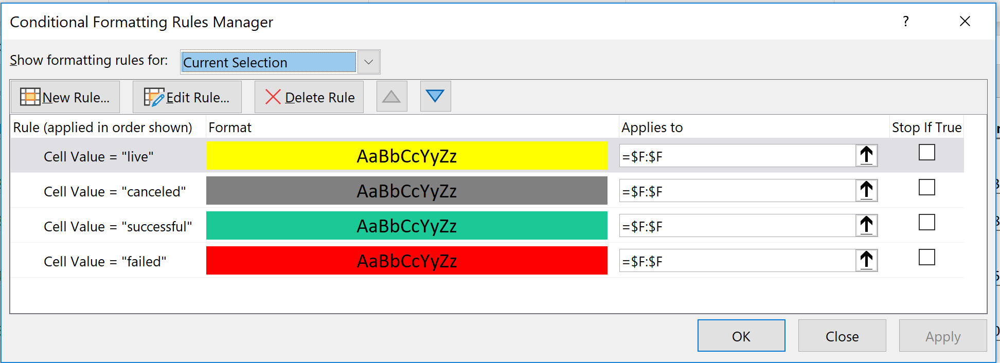 Conditional Formatting Rules Manager ?
Show formatting rules for: Current Selection
New Rule... Edit Rule... Delete Rule
Rule (applied in order shown) Format Applies to Stop If True
Cell Value = "live" AaBbCcYyZz =$F:$F
Cell Value = "canceled" AaBbCcYyZz =$F:$F
Cell Value = "successful" AaBbCcYyZz =$F:$F
Cell Value = "failed" AaBbCcYyZz =$F:$F
OK Close Apply